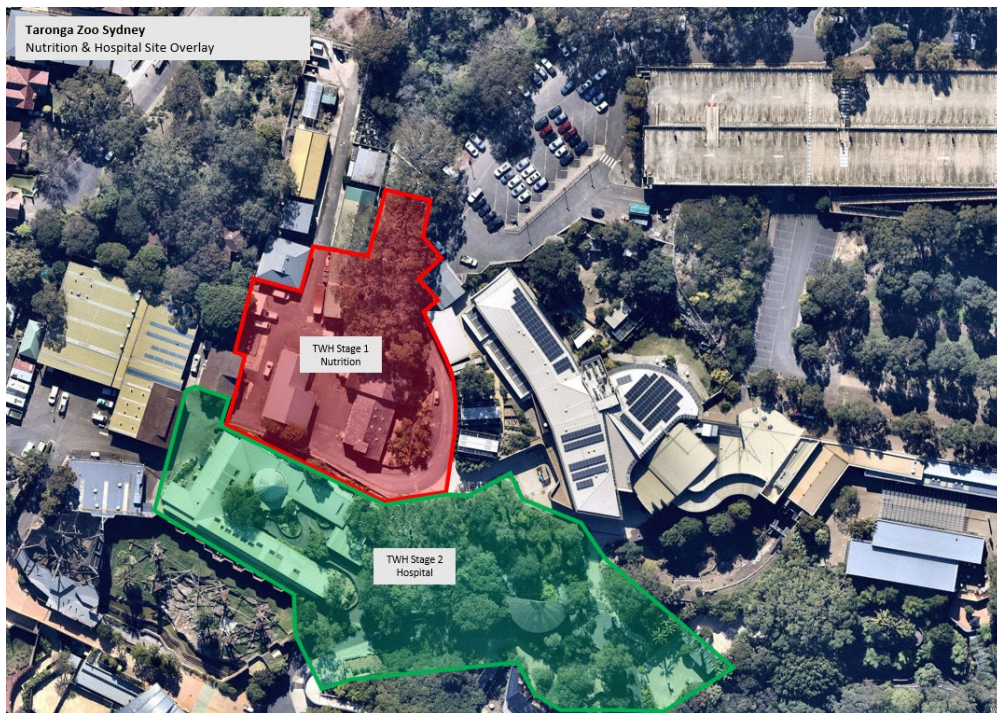 Taronga Zoo Sydney
Nutrition & Hospital Site Overlay
TWH Stage 1
Nutrition
TWH Stage 2
Hospital